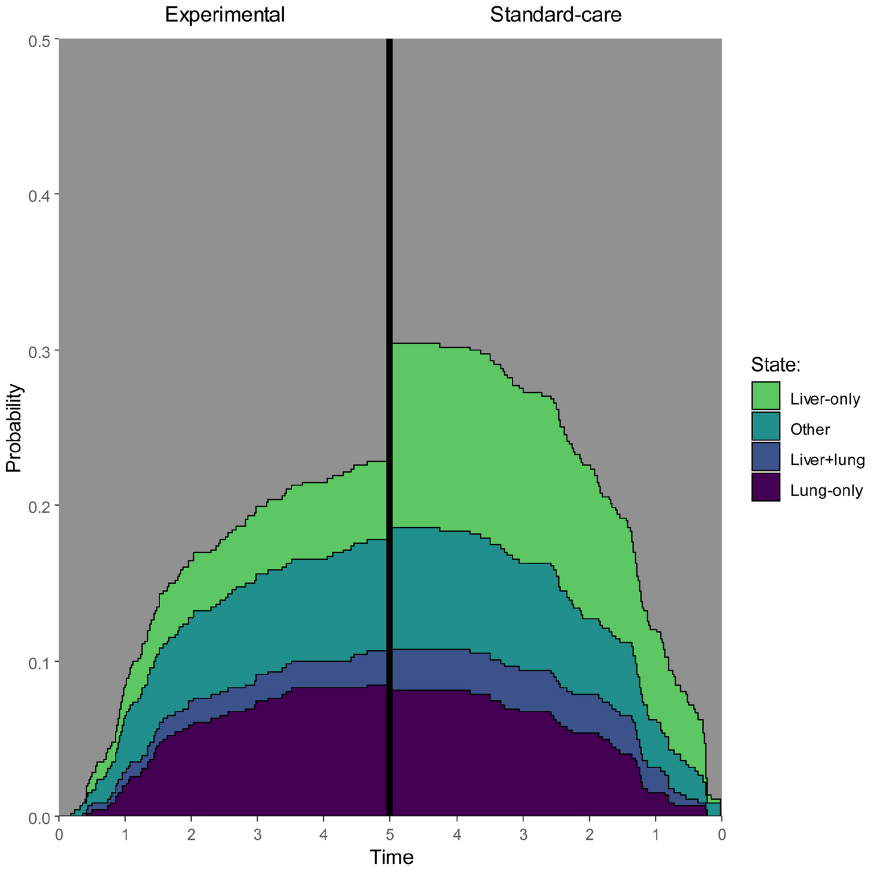 Experimental Standard-care
0.5
0.4
0.3
0.2
0.1
0.0
Probability
0 1 2 3 4 5 4 3 2 1 0
Time
State:
Liver-only
Other
Liver+lung
Lung-only